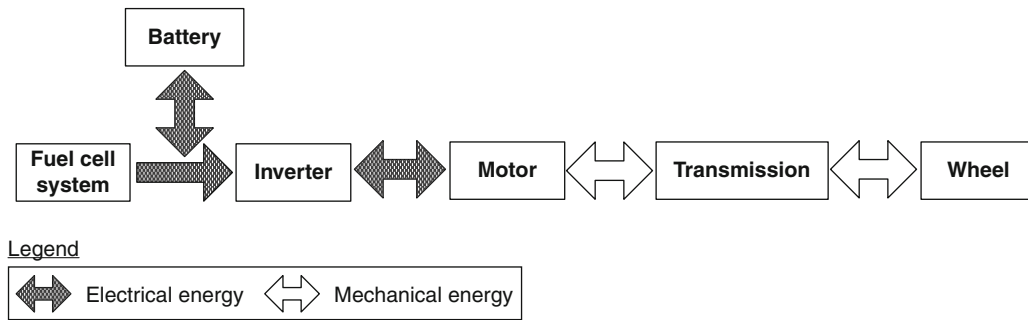 Battery
Fuel cell
system
Inverter
Motor
Transmission
Wheel
Legend
Electrical energy
Mechanical energy